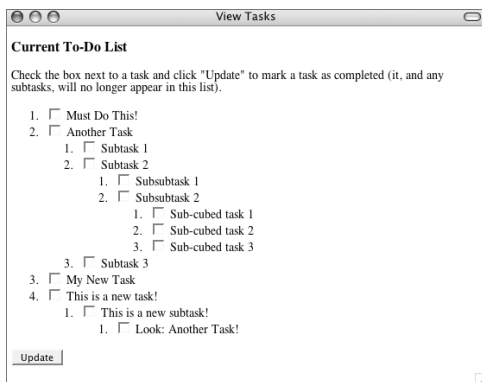 View Tasks
Current To-Do List
Check the box next to a task and click "Update" to mark a task as completed (it, and any
subtasks, will no longer appear in this list).
1. Must Do This!
2. Another Task
1. Subtask 1
2. Subtask 2
1. Subsubtask 1
2. Subsubtask 2
1. Sub-cubed task 1
2. Sub-cubed task 2
3. Sub-cubed task 3
3. Subtask 3
3. My New Task
4. This is a new task!
1. This is a new subtask!
1. Look: Another Task!
Update